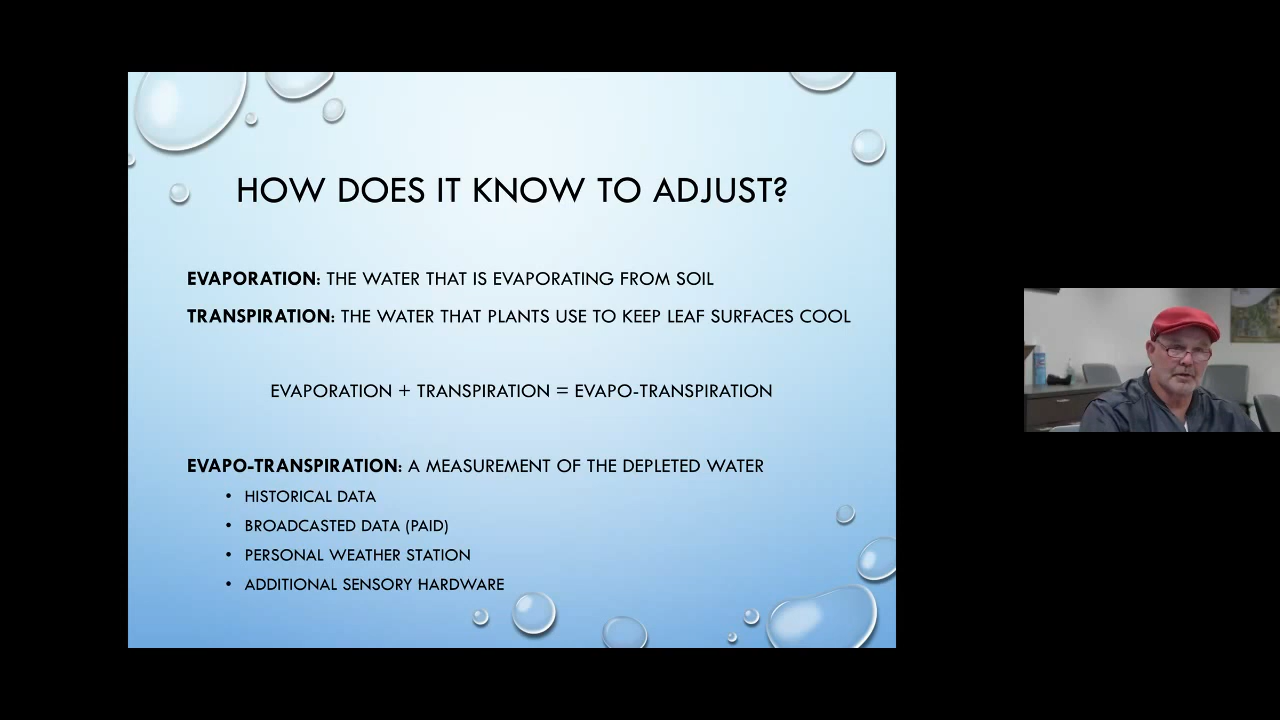 HOW DOES IT KNOW TO ADJUST?
EVAPORATION: THE WATER THAT IS EVAPORATING FROM SOIL
TRANSPIRATION: THE WATER THAT PLANTS USE TO KEEP LEAF SURFACES COOL
EVAPORATION + TRANSPIRATION = EVAPO-TRANSPIRATION
EVAPO-TRANSPIRATION: A MEASUREMENT OF THE DEPLETED WATER
• HISTORICAL DATA
• BROADCASTED DATA (PAID)
• PERSONAL WEATHER STATION
• ADDITIONAL SENSORY HARDWARE